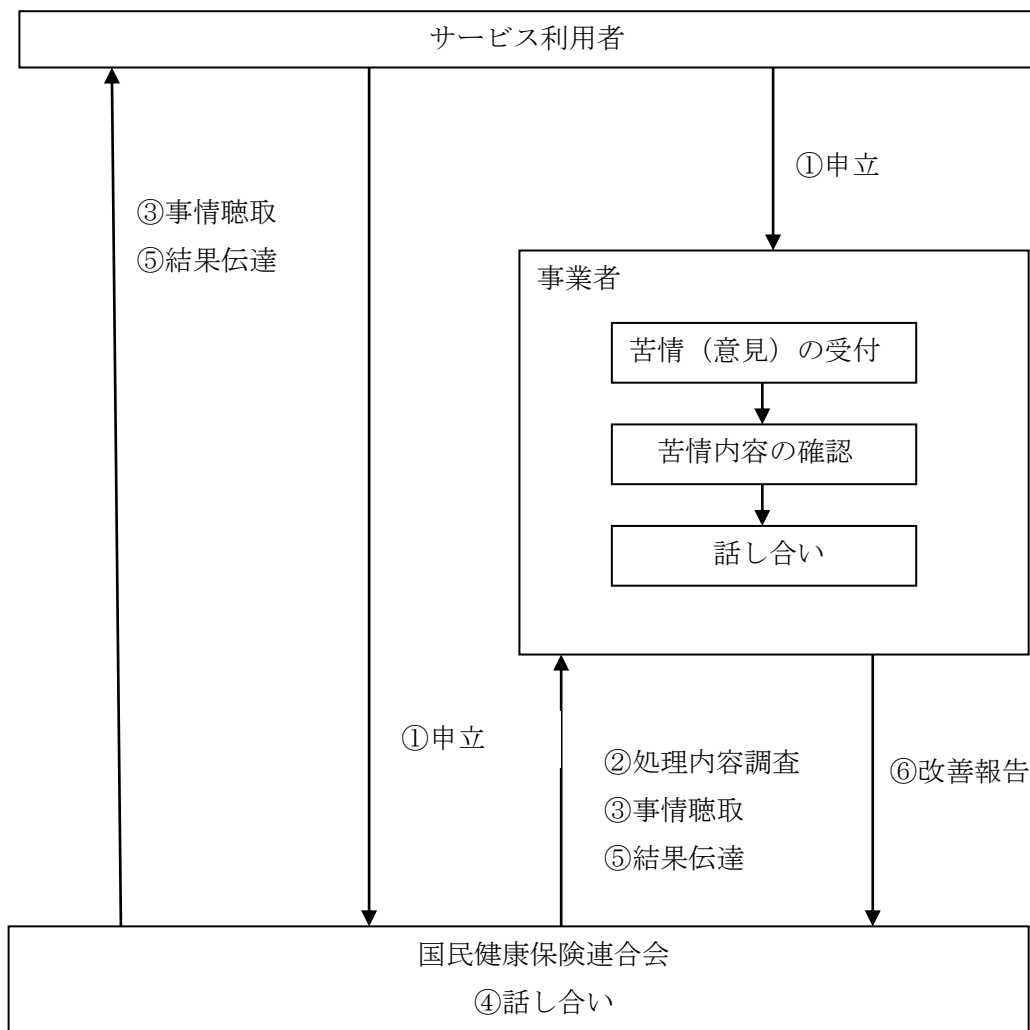 サービス利用者
①申立
③事情聴取
⑤結果伝達
事業者
苦情（意見）の受付
苦情内容の確認
話し合い
①申立
②処理内容調査
③事情聴取
⑤結果伝達
⑥改善報告
国民健康保険連合会
④話し合い